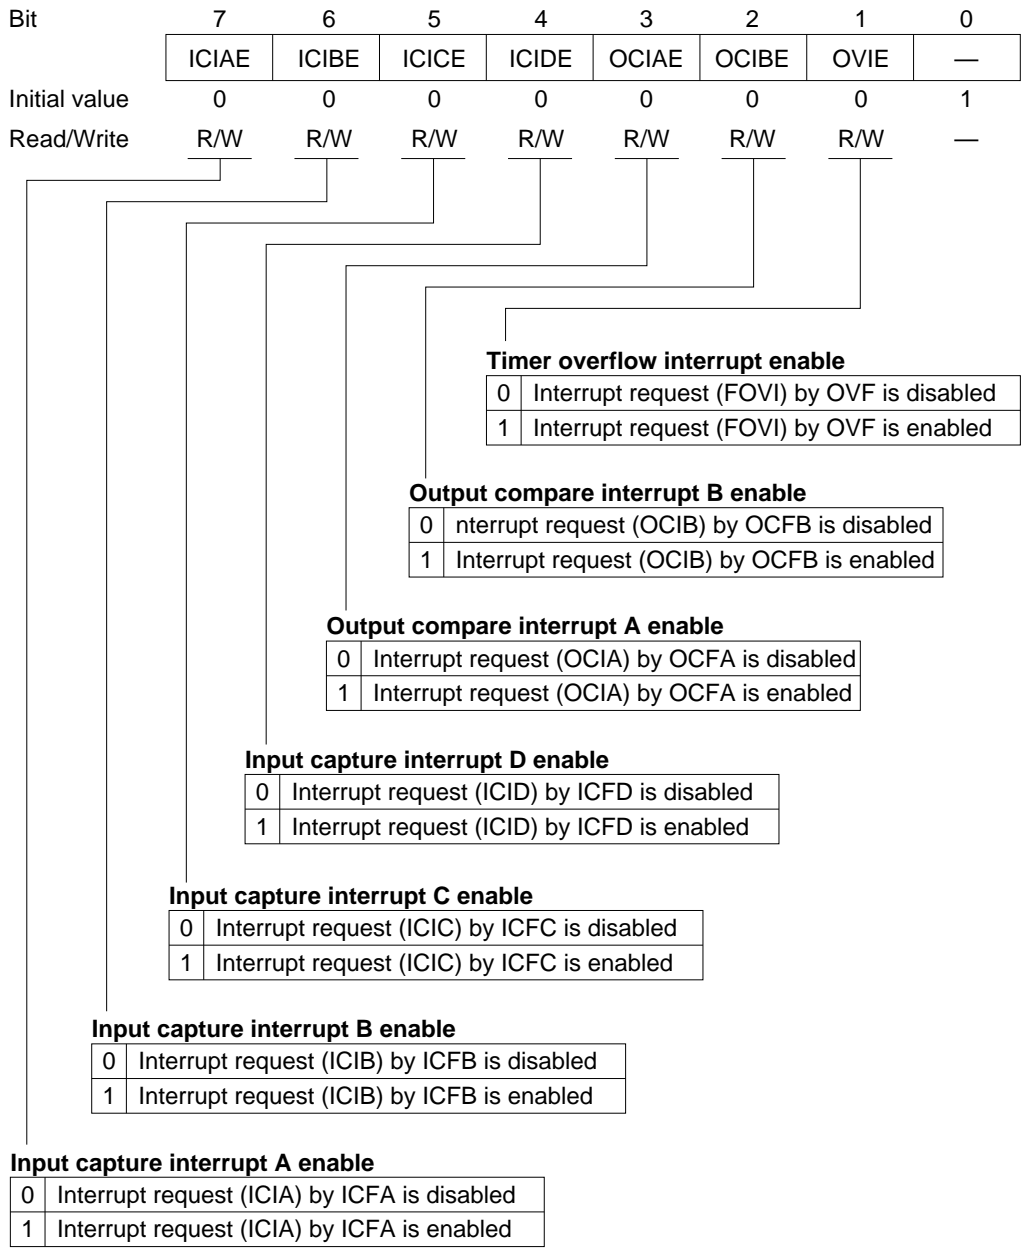 Bit 7 6 5 4 3 2 1 0
ICIAE ICIBE ICICE ICIDE OCIAE OCIBE OVIE —
Initial value 0 0 0 0 0 0 0 1
Read/Write R/W R/W R/W R/W R/W R/W R/W —
Timer overflow interrupt enable
0 Interrupt request (FOVI) by OVF is disabled
1 Interrupt request (FOVI) by OVF is enabled
Output compare interrupt B enable
0 nterrupt request (OCIB) by OCFB is disabled
1 Interrupt request (OCIB) by OCFB is enabled
Output compare interrupt A enable
0 Interrupt request (OCIA) by OCFA is disabled
1 Interrupt request (OCIA) by OCFA is enabled
Input capture interrupt D enable
0 Interrupt request (ICID) by ICFD is disabled
1 Interrupt request (ICID) by ICFD is enabled
Input capture interrupt C enable
0 Interrupt request (ICIC) by ICFC is disabled
1 Interrupt request (ICIC) by ICFC is enabled
Input capture interrupt B enable
0 Interrupt request (ICIB) by ICFB is disabled
1 Interrupt request (ICIB) by ICFB is enabled
Input capture interrupt A enable
0 Interrupt request (ICIA) by ICFA is disabled
1 Interrupt request (ICIA) by ICFA is enabled